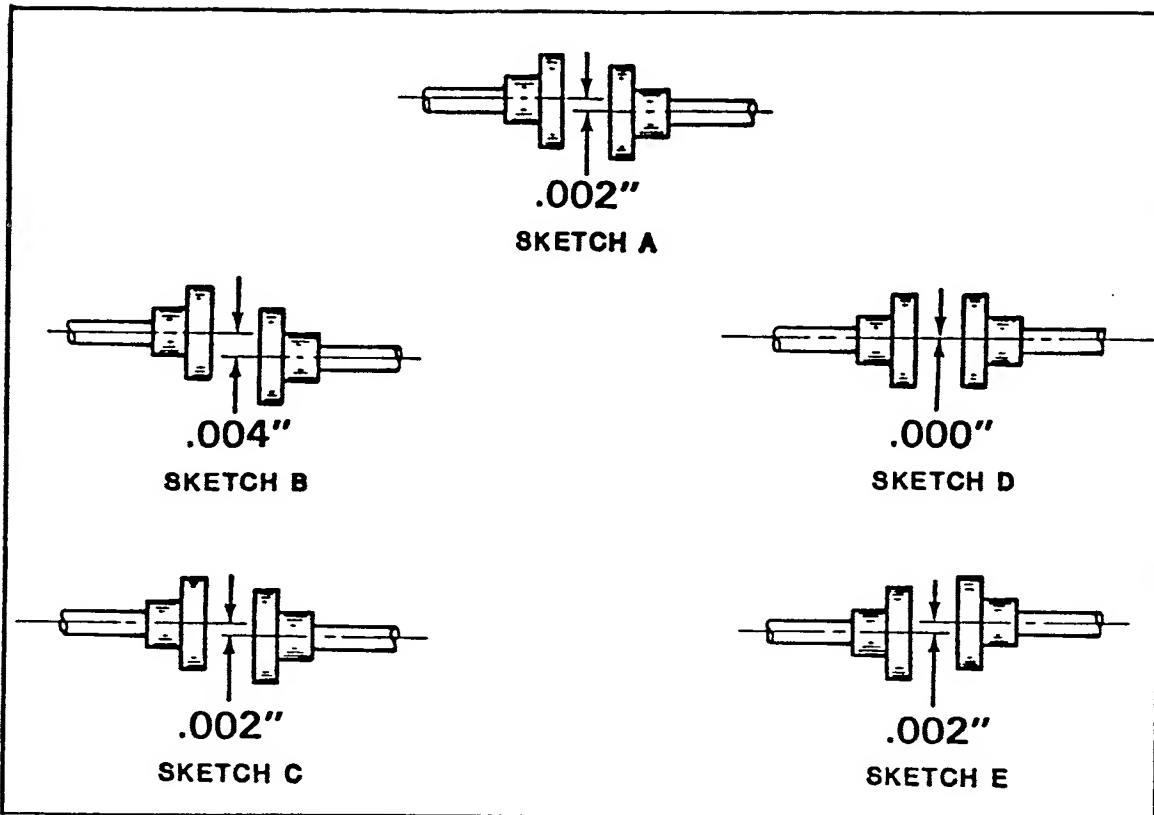 .002"
SKETCH A
.004"
SKETCH B
.000"
SKETCH D
.002"
SKETCH C
.002"
SKETCH E